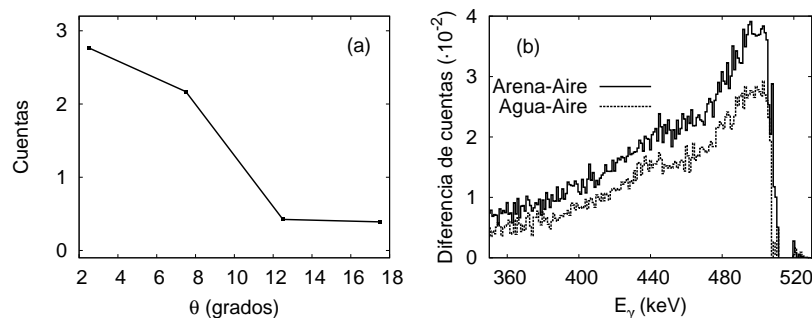 3
2
1
0
2
4
6
8
10
12
14
16
18
Cuentas
θ (grados)
(a)
4
3
2
1
0
360
400
440
480
520
Diferencia de cuentas (·10⁻²)
E_γ (keV)
(b)
Arena-Aire
Agua-Aire